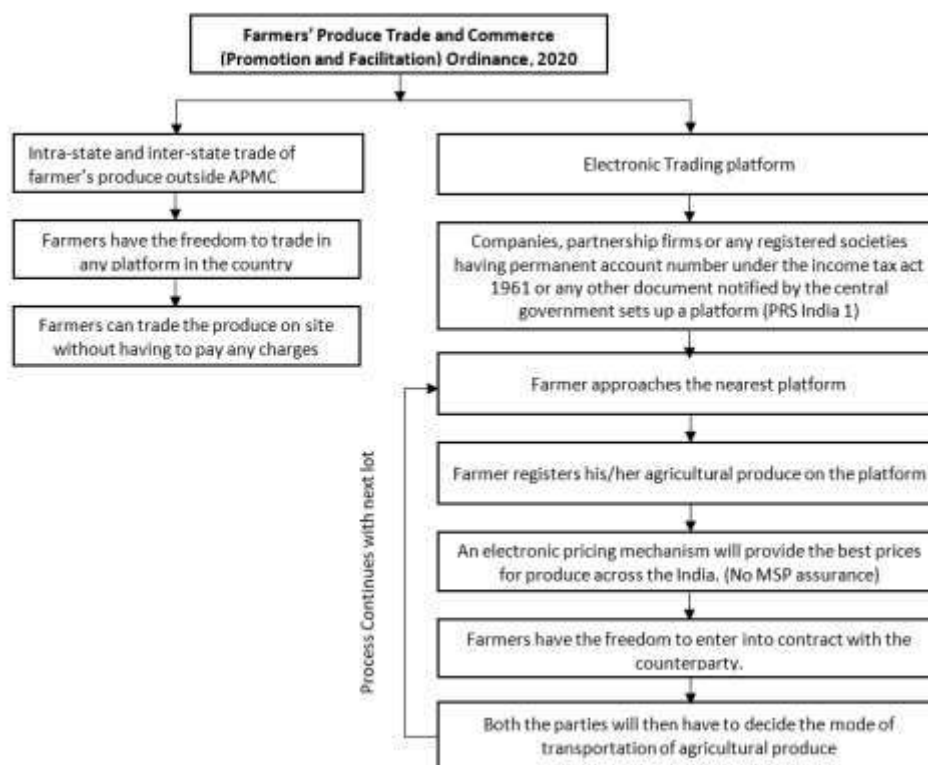 Farmers' Produce Trade and Commerce
(Promotion and Facilitation) Ordinance, 2020
Intra-state and inter-state trade of
farmer's produce outside APMC
Farmers have the freedom to trade in
any platform in the country
Farmers can trade the produce on site
without having to pay any charges
Electronic Trading platform
Companies, partnership firms or any registered societies
having permanent account number under the income tax act
1961 or any other document notified by the central
government sets up a platform (PRS India 1)
Farmer approaches the nearest platform
Farmer registers his/her agricultural produce on the platform
An electronic pricing mechanism will provide the best prices
for produce across the India. (No MSP assurance)
Farmers have the freedom to enter into contract with the
counterparty.
Both the parties will then have to decide the mode of
transportation of agricultural produce
Process Continues with next lot